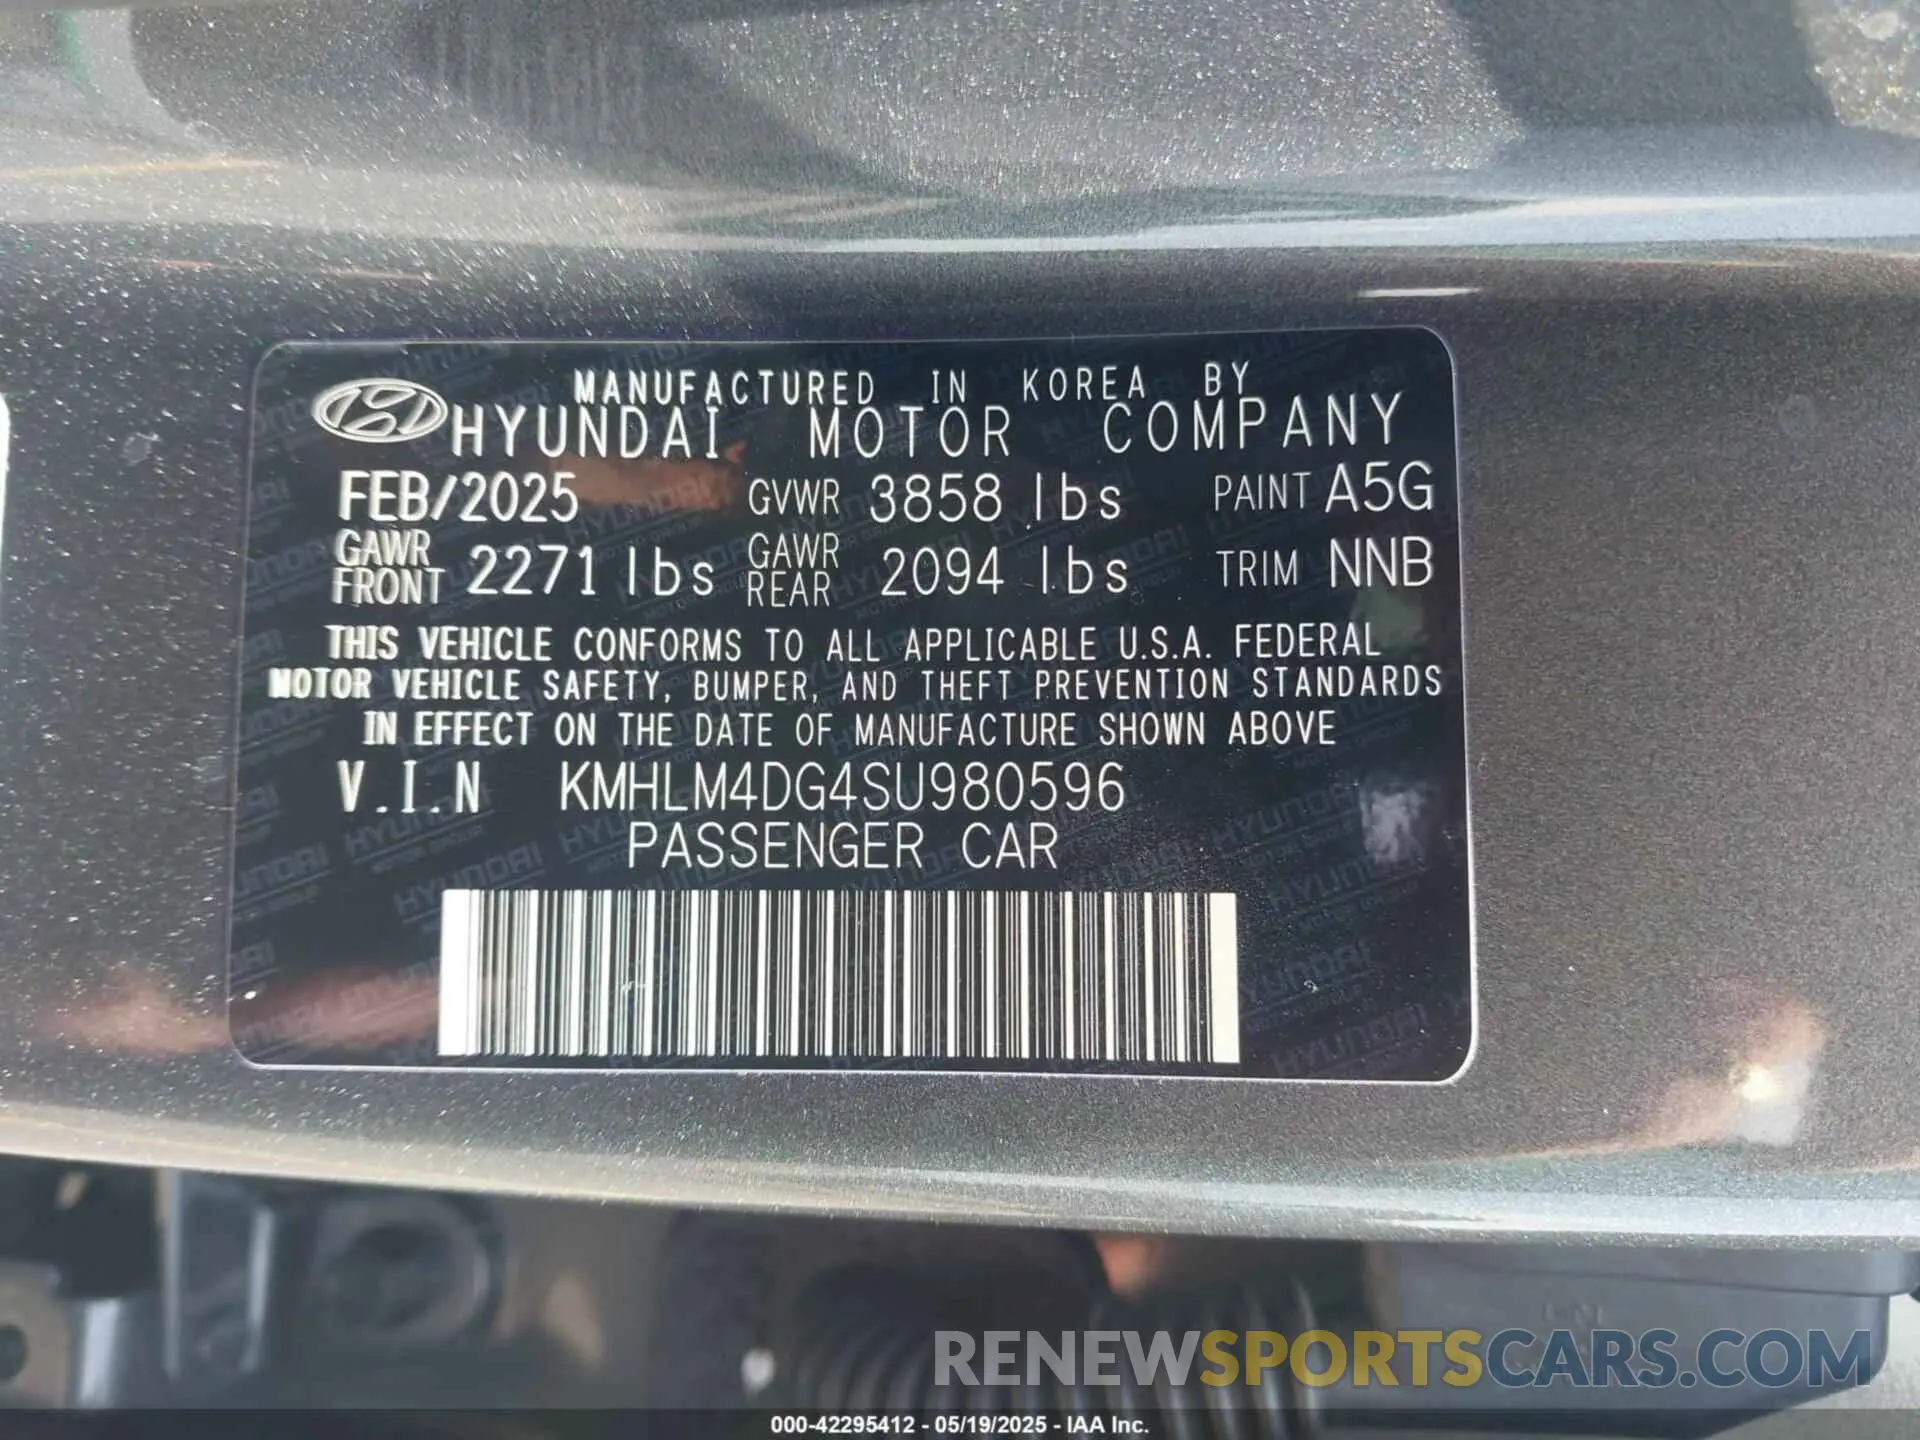 MANUFACTURED IN KOREA BY
HYUNDAI MOTOR COMPANY
FEB/2025 GVWR 3858 lbs PAINT A5G
GAWR FRONT 2271 lbs GAWR REAR 2094 lbs TRIM NNB
THIS VEHICLE CONFORMS TO ALL APPLICABLE U.S.A. FEDERAL
MOTOR VEHICLE SAFETY, BUMPER, AND THEFT PREVENTION STANDARDS
IN EFFECT ON THE DATE OF MANUFACTURE SHOWN ABOVE
V.I.N KMHLM4DG4SU980596
PASSENGER CAR
RENEWSPORTSCARS.COM
000-42295412 - 05/19/2025 - IAA Inc.